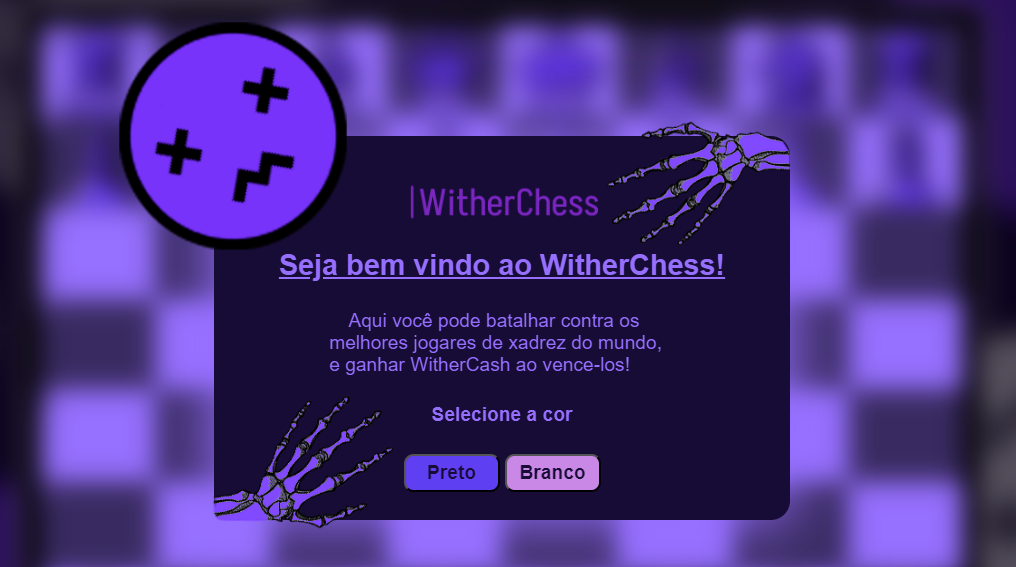 |WitherChess
Seja bem vindo ao WitherChess!
Aqui você pode batalhar contra os
melhores jogares de xadrez do mundo,
e ganhar WitherCash ao vence-los!
Selecione a cor
Preto Branco